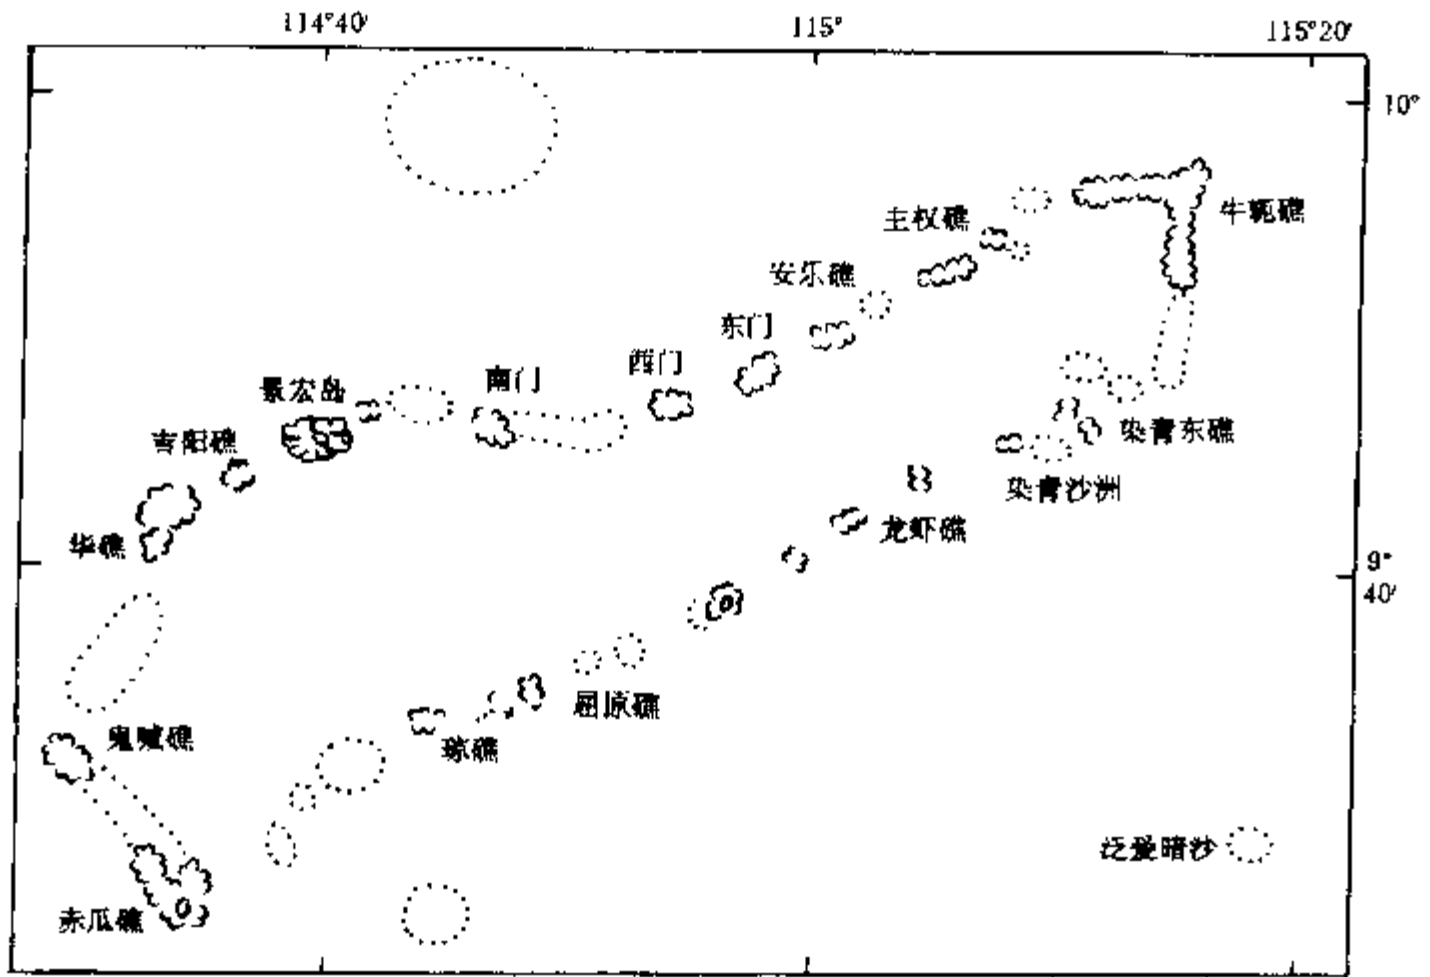 114°40′
115°
115°20′
10°
牛轭礁
主权礁
安乐礁
东门
西门
南门
景宏岛
吉阳礁
染青东礁
染青沙洲
龙虾礁
华礁
9°
40′
屈原礁
鬼喊礁
琼礁
泛爱暗沙
赤瓜礁